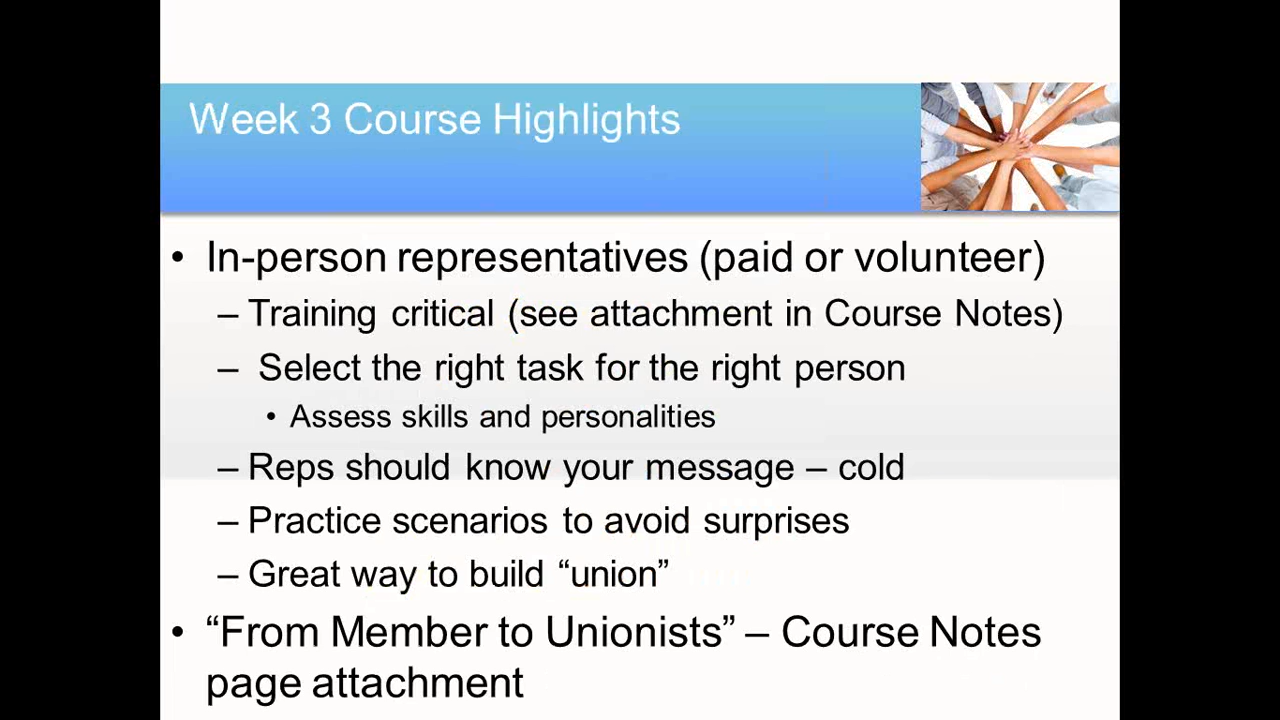 Week 3 Course Highlights
• In-person representatives (paid or volunteer)
– Training critical (see attachment in Course Notes)
– Select the right task for the right person
• Assess skills and personalities
– Reps should know your message – cold
– Practice scenarios to avoid surprises
– Great way to build “union”
• “From Member to Unionists” – Course Notes
page attachment